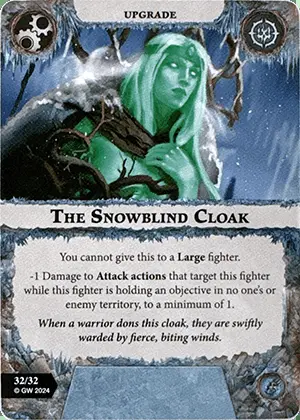 UPGRADE
THE SNOWBLIND CLOAK
You cannot give this to a Large fighter.
-1 Damage to Attack actions that target this fighter
while this fighter is holding an objective in no one's or
enemy territory, to a minimum of 1.
When a warrior dons this cloak, they are swiftly
warded by fierce, biting winds.
32/32
© GW 2024